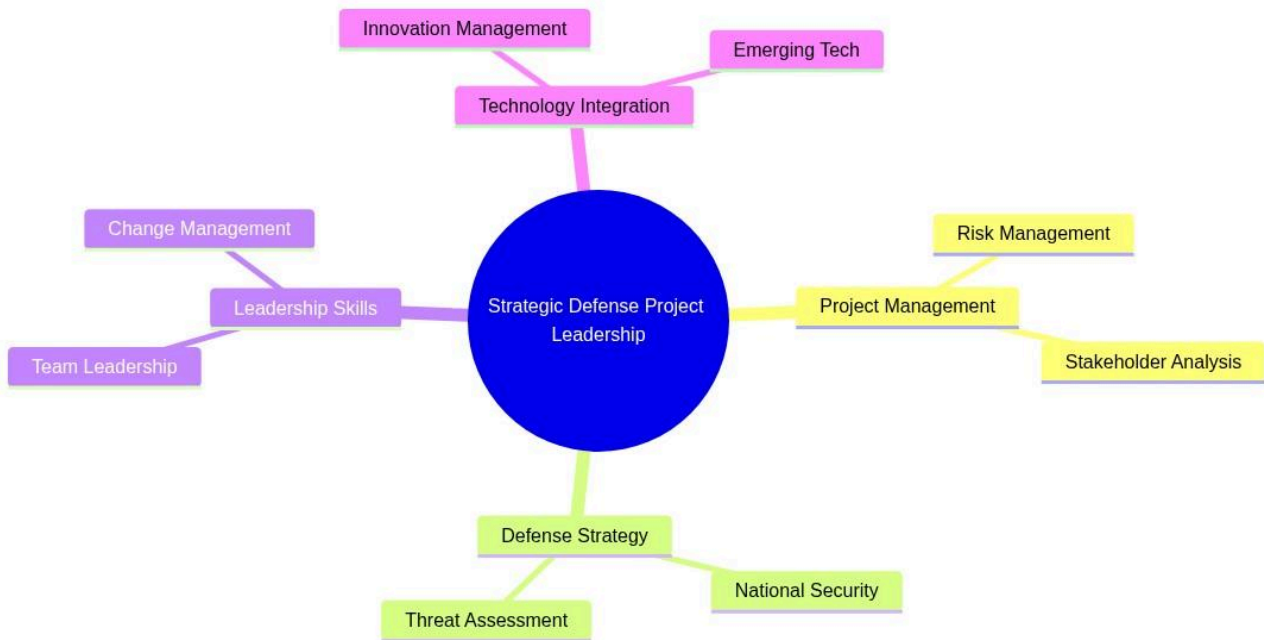 Innovation Management
Emerging Tech
Technology Integration
Change Management
Risk Management
Leadership Skills
Strategic Defense Project
Leadership
Project Management
Team Leadership
Stakeholder Analysis
Defense Strategy
National Security
Threat Assessment